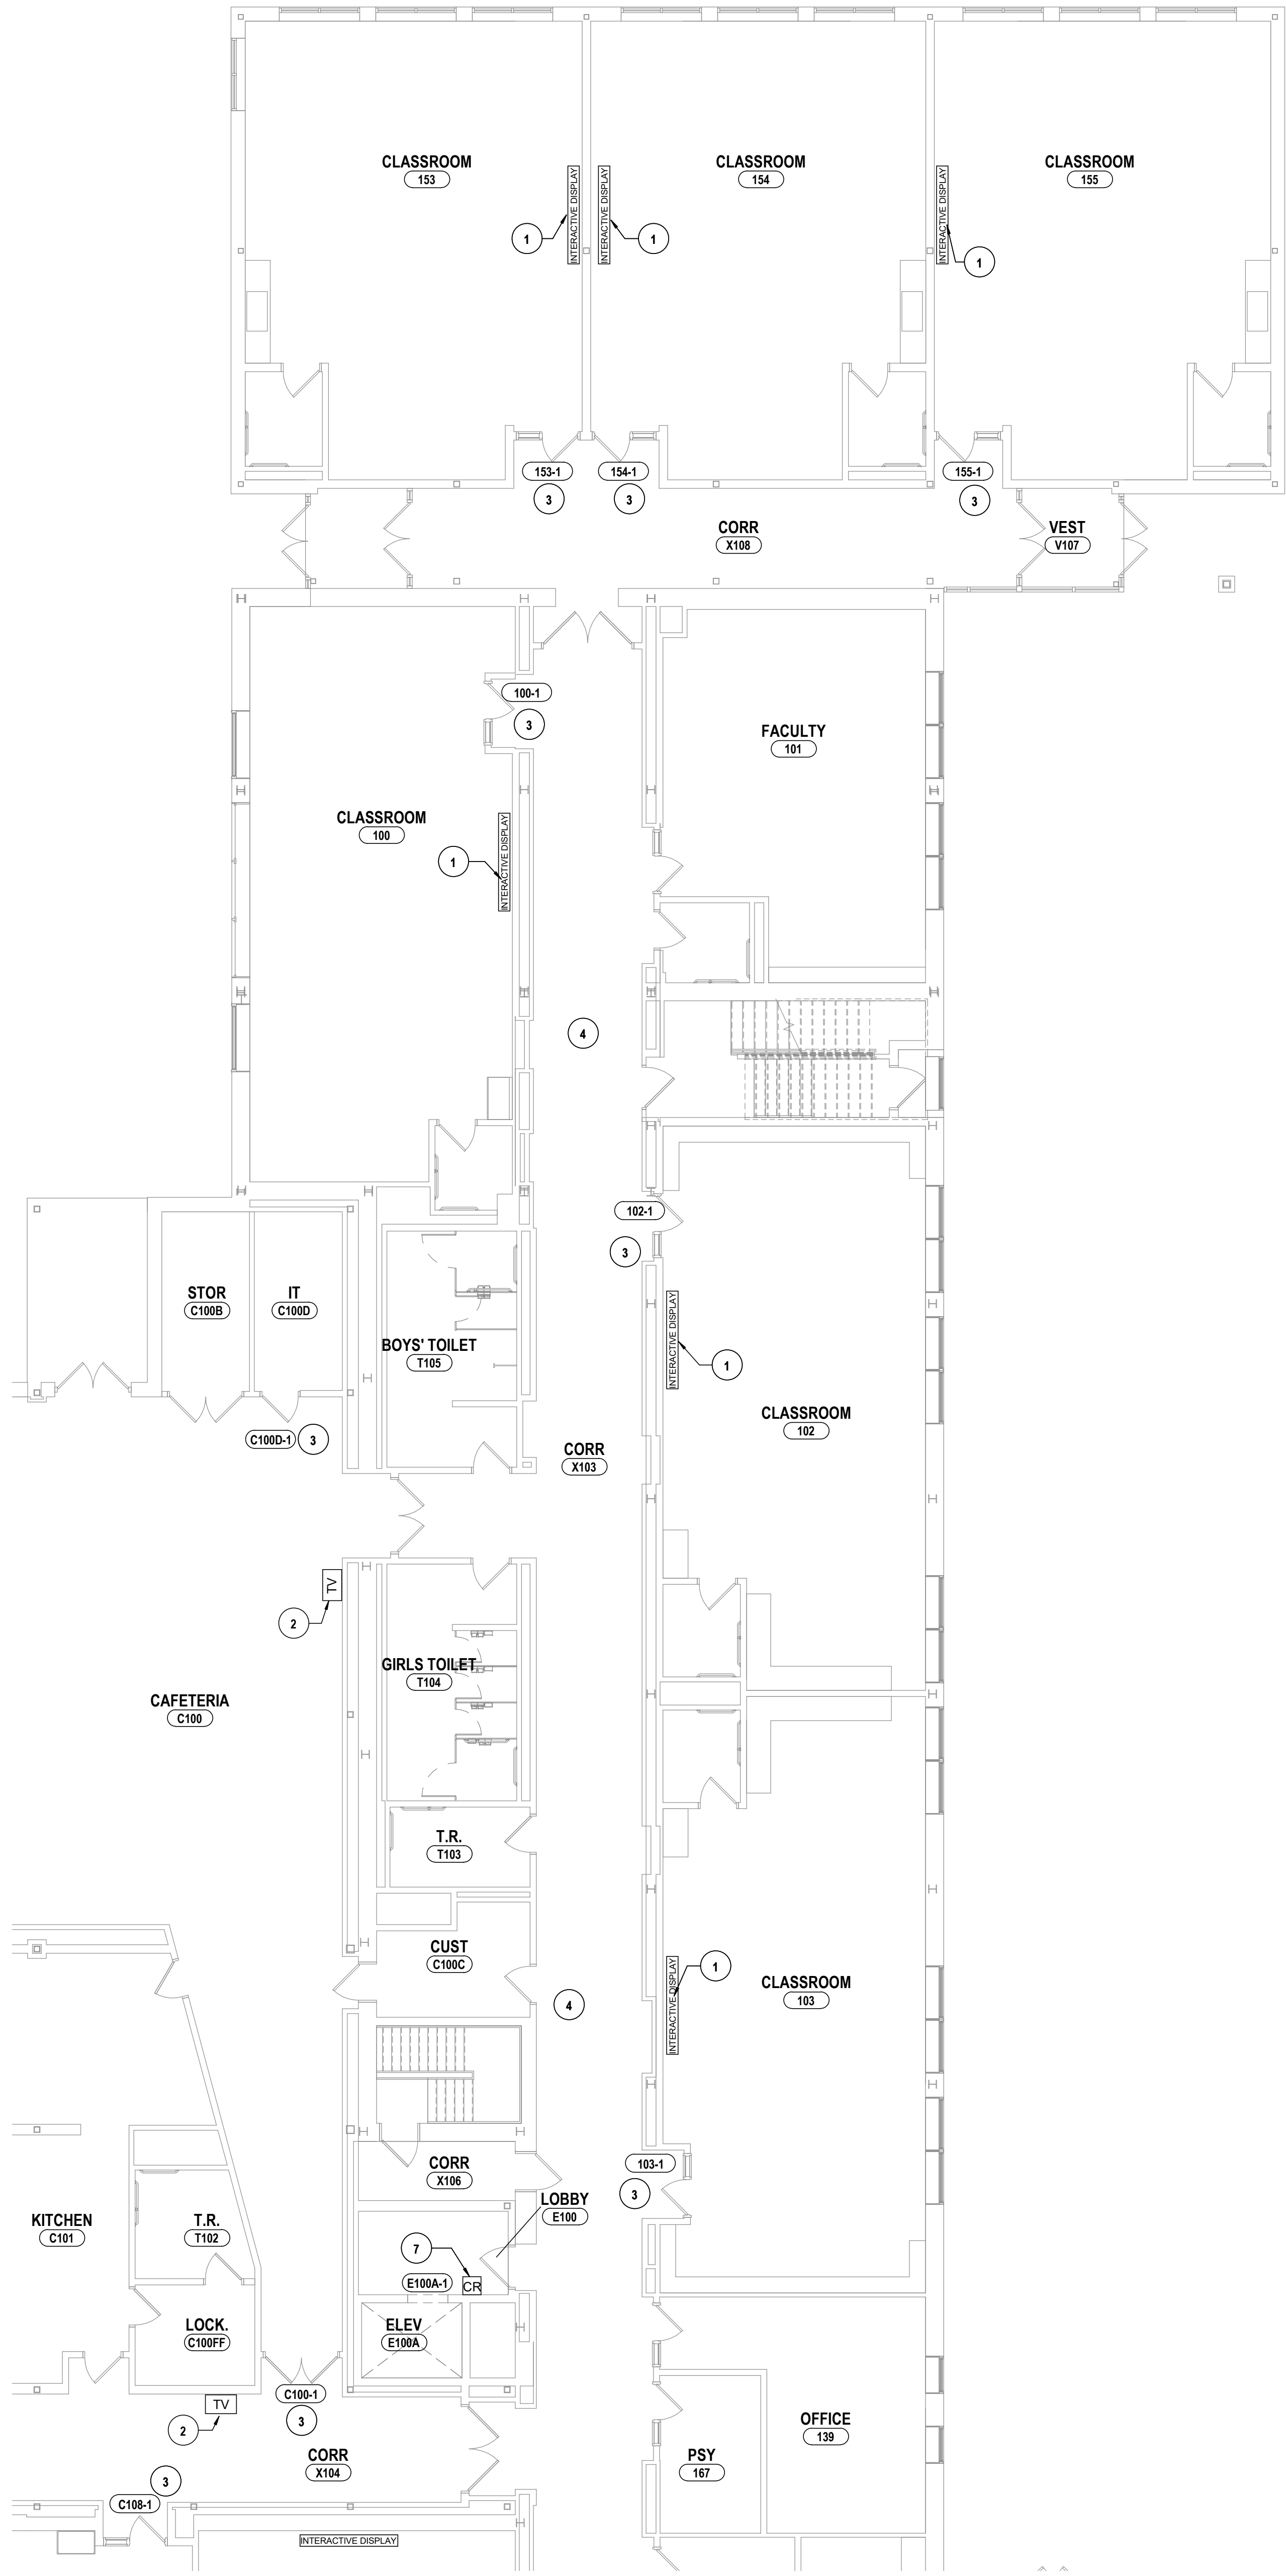 CLASSROOM
153
CLASSROOM
154
CLASSROOM
155
INTERACTIVE DISPLAY
INTERACTIVE DISPLAY
INTERACTIVE DISPLAY
1
1
1
153-1
154-1
155-1
3
3
3
CORR
X108
VEST
V107
100-1
3
FACULTY
101
CLASSROOM
100
INTERACTIVE DISPLAY
1
4
102-1
3
STOR
C100B
IT
C100D
BOYS' TOILET
T105
INTERACTIVE DISPLAY
1
CLASSROOM
102
C100D-1
3
CORR
X103
TV
2
GIRLS TOILET
T104
CAFETERIA
C100
T.R.
T103
CUST
C100C
INTERACTIVE DISPLAY
1
CLASSROOM
103
4
CORR
X106
103-1
3
LOBBY
E100
KITCHEN
C101
T.R.
T102
7
E100A-1
CR
LOCK.
C100FF
ELEV
E100A
C100-1
3
TV
2
OFFICE
139
PSY
167
CORR
X104
3
C108-1
INTERACTIVE DISPLAY